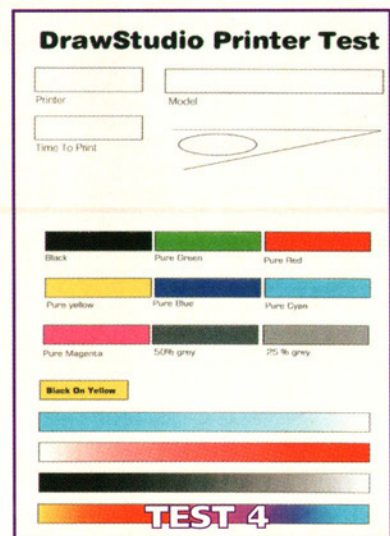 DrawStudio Printer Test
Printer Model
Time To Print
Black Pure Green Pure Red
Pure yellow Pure Blue Pure Cyan
Pure Magenta 50% grey 25 % grey
Black On Yellow
TEST 4